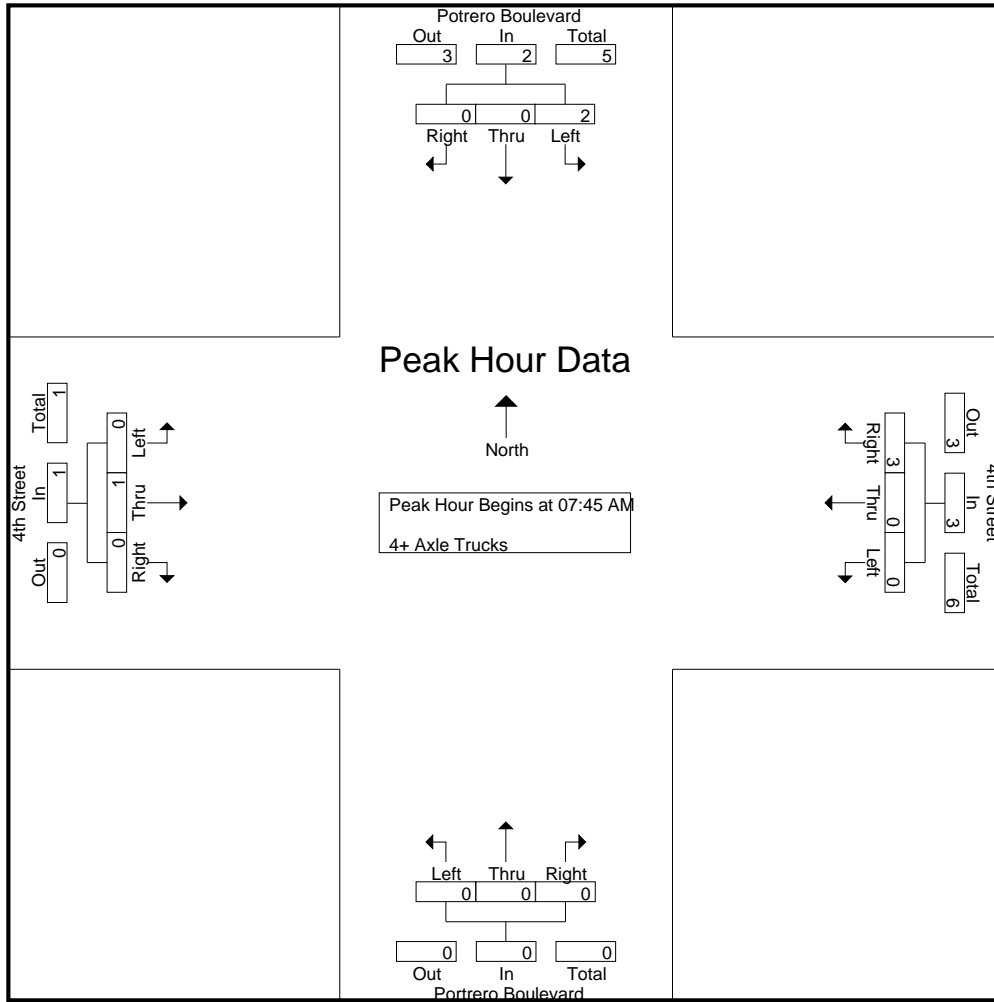 Potrero Boulevard
Out In Total
3 2 5
0 0 2
Right Thru Left
Peak Hour Data
North
Peak Hour Begins at 07:45 AM
4+ Axle Trucks
4th Street
Total In Out
1 1 0
0 1 0
Left Thru Right
4th Street
Out In Total
3 3 6
3 0 0
Right Thru Left
Left Thru Right
0 0 0
0 0 0
Out In Total
Portrero Boulevard